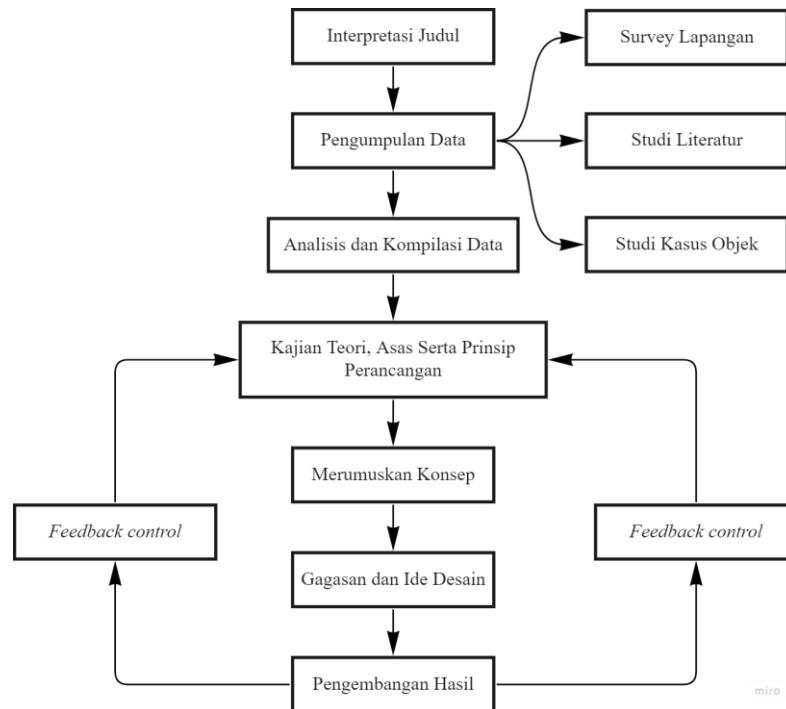 Interpretasi Judul
Survey Lapangan
Pengumpulan Data
Studi Literatur
Analisis dan Kompilasi Data
Studi Kasus Objek
Kajian Teori, Asas Serta Prinsip
Perancangan
Merumuskan Konsep
Feedback control
Feedback control
Gagasan dan Ide Desain
Pengembangan Hasil
miro